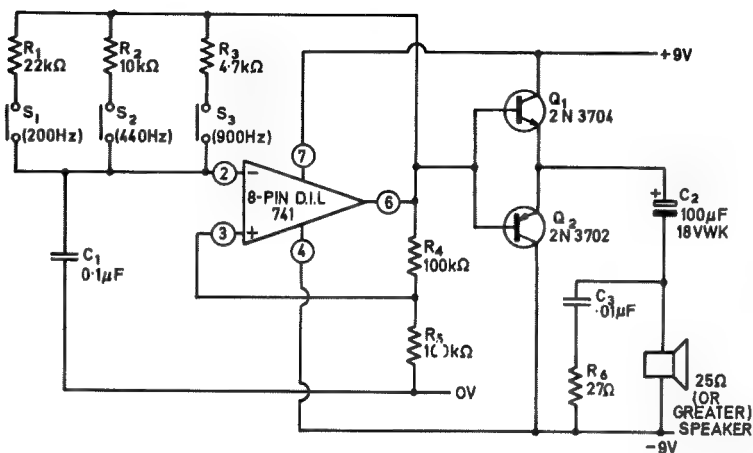 R1
22kΩ
R2
10kΩ
R3
4·7kΩ
S1
(200Hz)
S2
(440Hz)
S3
(900Hz)
+9V
7
Q1
2N 3704
2
−
8-PIN D.I.L
741
6
3
+
4
Q2
2N 3702
+
C2
100µF
18VWK
C1
0·1µF
R4
100kΩ
C3
·01µF
R5
0V
R6
27Ω
25Ω
(OR
GREATER)
SPEAKER
−9V